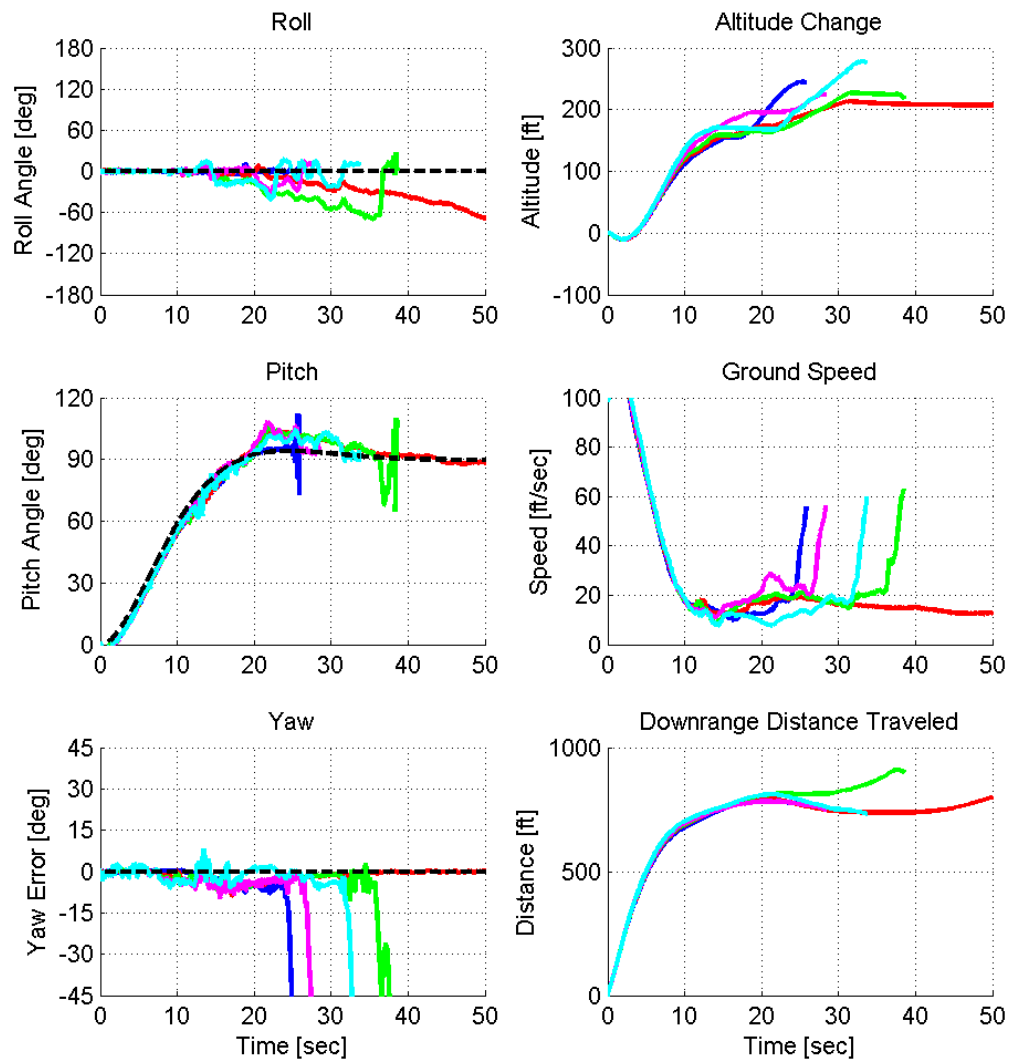 Roll
Roll Angle [deg]
180
120
60
0
-60
-120
-180
0 10 20 30 40 50
Altitude Change
Altitude [ft]
300
200
100
0
-100
0 10 20 30 40 50
Pitch
Pitch Angle [deg]
120
90
60
30
0
0 10 20 30 40 50
Ground Speed
Speed [ft/sec]
100
80
60
40
20
0
0 10 20 30 40 50
Yaw
Yaw Error [deg]
45
30
15
0
-15
-30
-45
0 10 20 30 40 50
Time [sec]
Downrange Distance Traveled
Distance [ft]
1000
500
0
0 10 20 30 40 50
Time [sec]